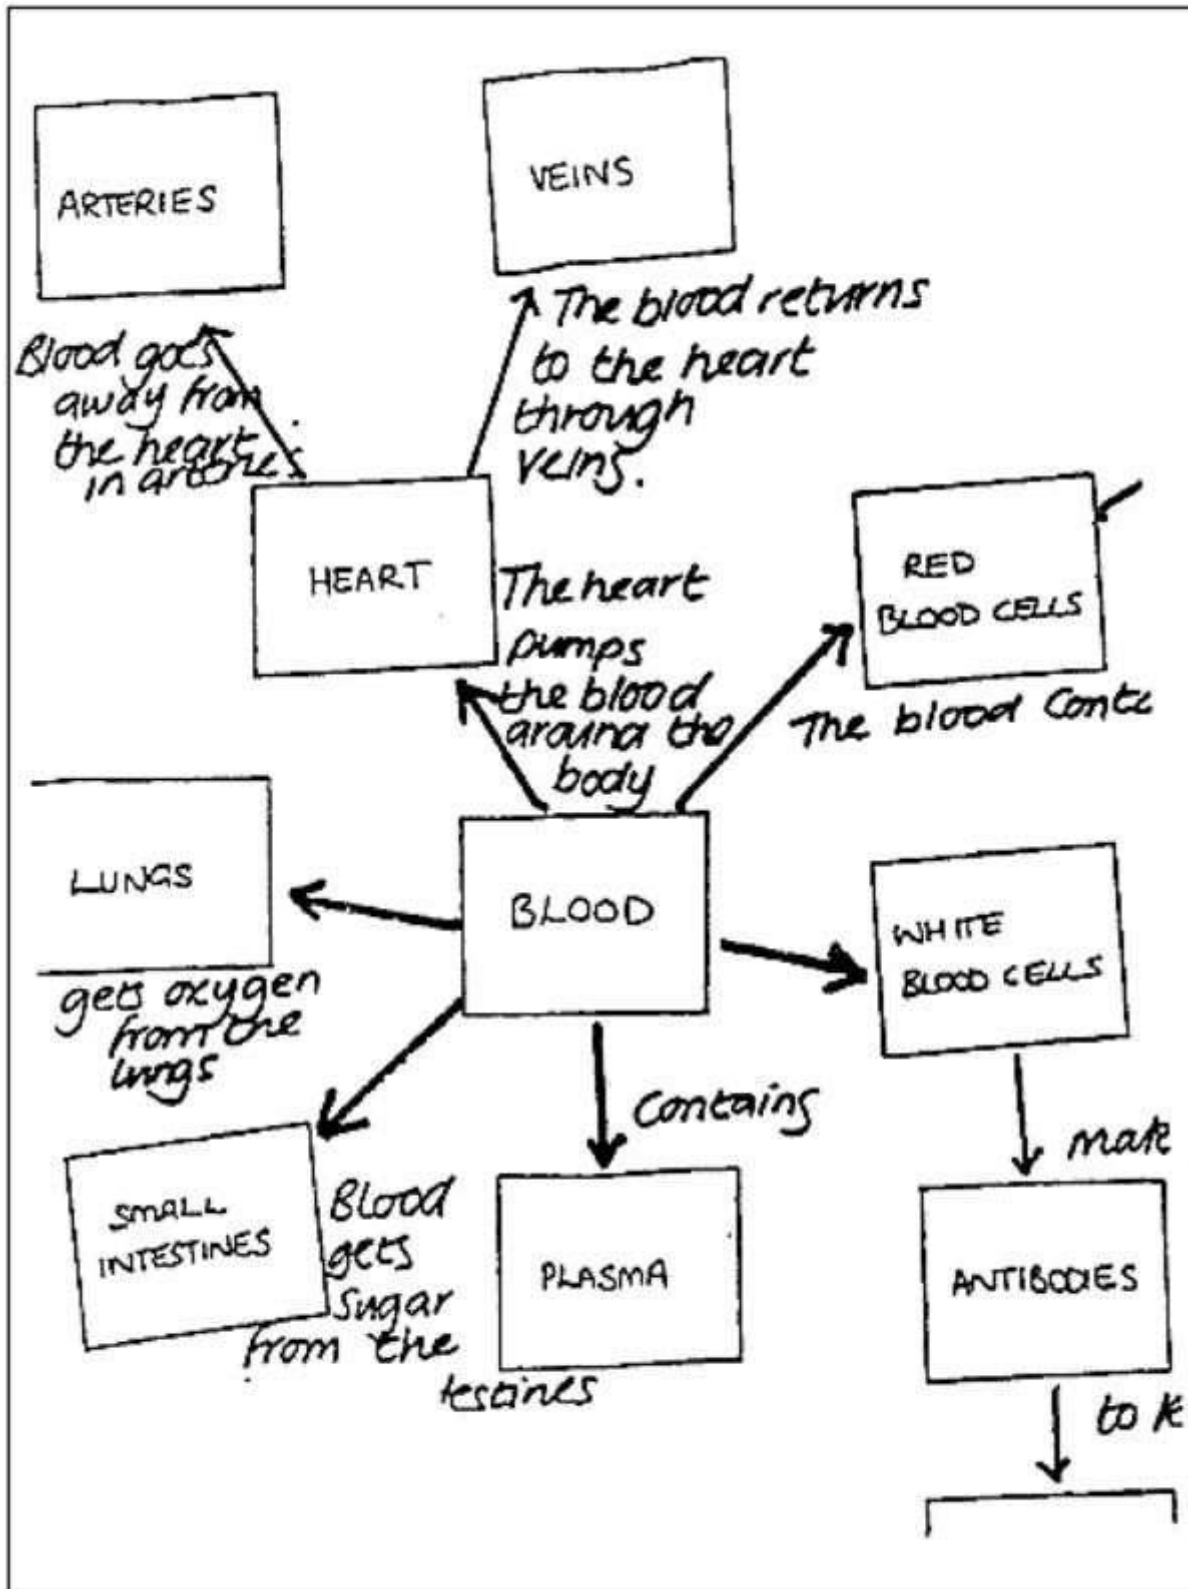 ARTERIES
VEINS
Blood goes
away from
the heart
in arteries
The blood returns
to the heart
through
veins.
HEART
The heart
pumps
the blood
around the
body
RED
BLOOD CELLS
The blood
LUNGS
gets oxygen
from the
lungs
BLOOD
WHITE
BLOOD CELLS
SMALL
INTESTINES
Blood
gets
sugar
from the
testines
Contains
PLASMA
mak
ANTIBODIES
to k